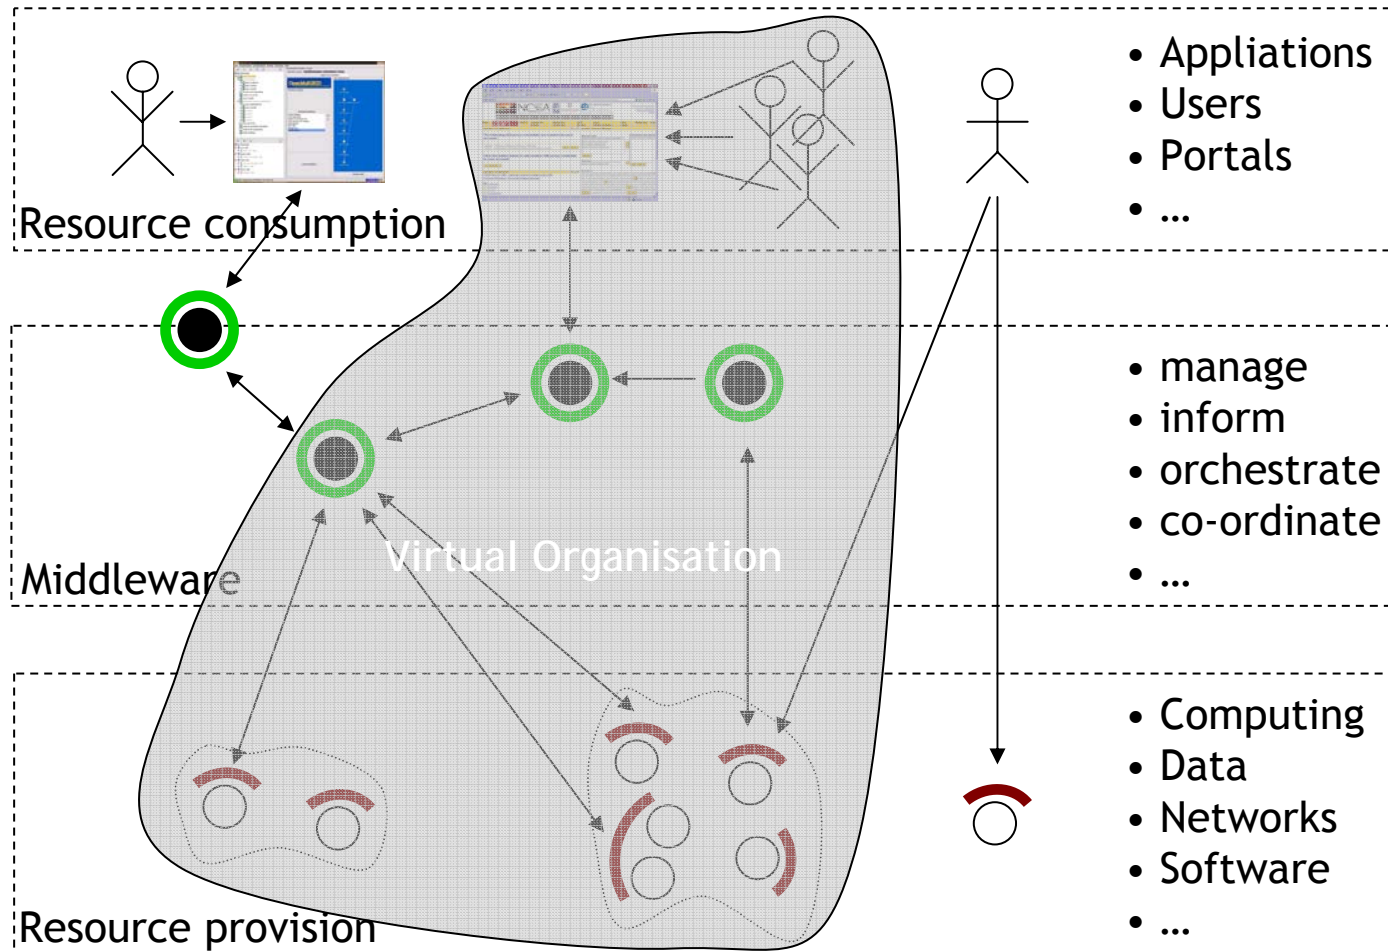 • Appliations
• Users
• Portals
• ...
Resource consumption
NCSA
• manage
• inform
• orchestrate
• co-ordinate
• ...
Virtual Organisation
Middleware
• Computing
• Data
• Networks
• Software
• ...
Resource provision